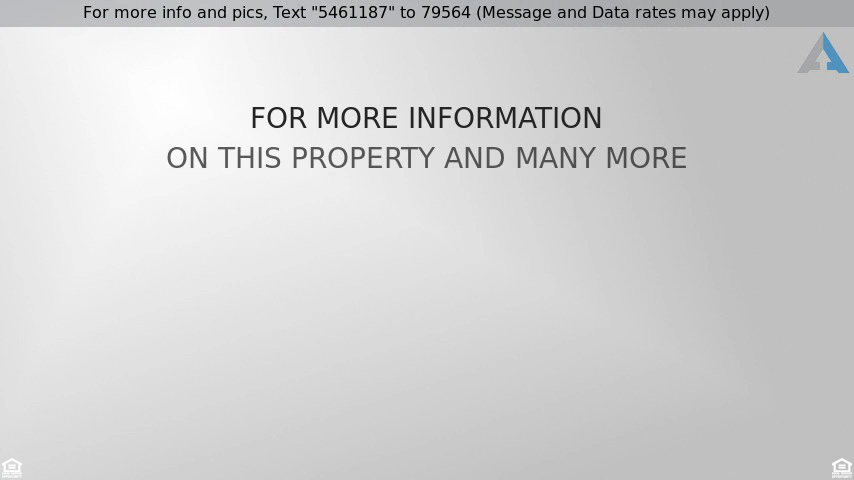 For more info and pics, Text "5461187" to 79564 (Message and Data rates may apply)
FOR MORE INFORMATION
ON THIS PROPERTY AND MANY MORE